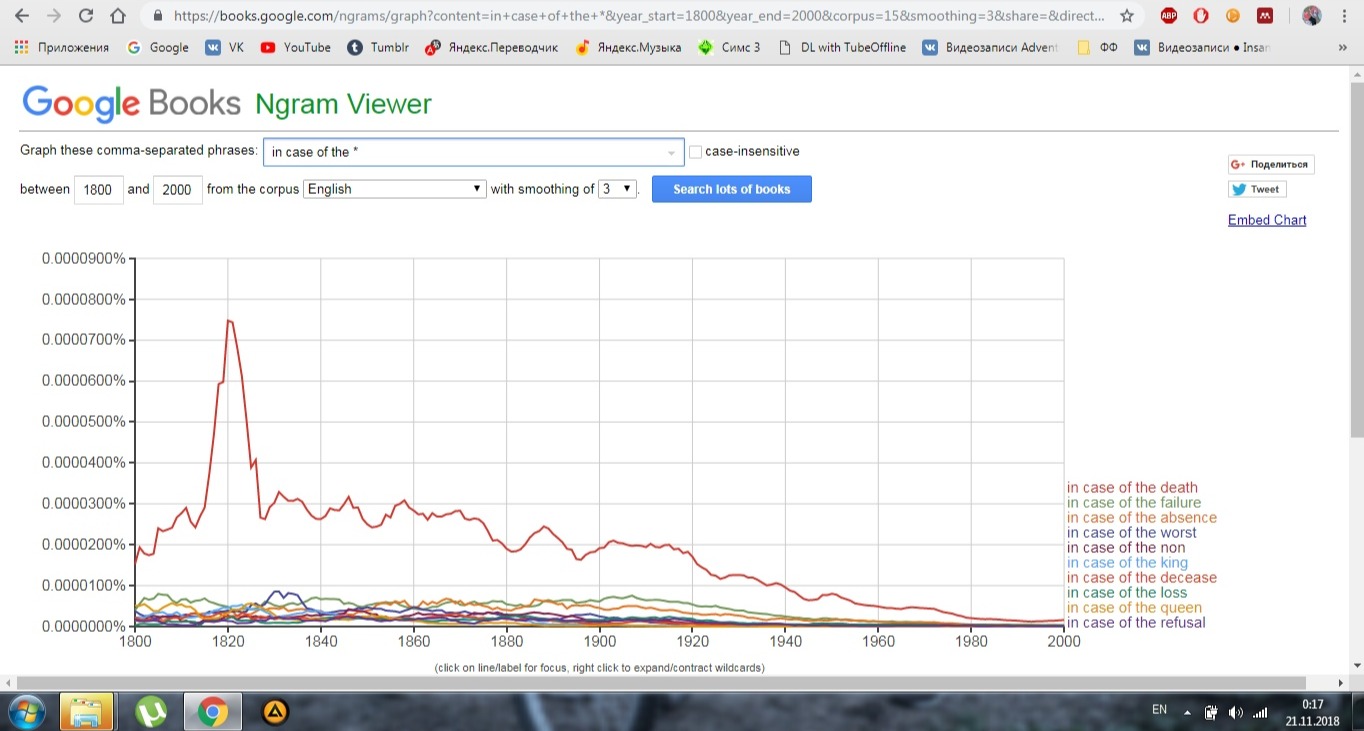 https://books.google.com/ngrams/graph?content=in+case+of+the+*&year_start=1800&year_end=2000&corpus=15&smoothing=3&share=&direct...
ABP
Приложения Google VK YouTube Tumblr Яндекс.Переводчик Яндекс.Музыка Симс 3 DL with TubeOffline Видеозаписи Advent ФФ Видеозаписи ● Insan »
Google Books Ngram Viewer
Graph these comma-separated phrases: in case of the * case-insensitive
between 1800 and 2000 from the corpus English with smoothing of 3 . Search lots of books
G+ Поделиться
Tweet
Embed Chart
0.0000900%
0.0000800%
0.0000700%
0.0000600%
0.0000500%
0.0000400%
0.0000300%
0.0000200%
0.0000100%
0.0000000%
1800 1820 1840 1860 1880 1900 1920 1940 1960 1980 2000
in case of the death
in case of the failure
in case of the absence
in case of the worst
in case of the non
in case of the king
in case of the decease
in case of the loss
in case of the queen
in case of the refusal
(click on line/label for focus, right click to expand/contract wildcards)
EN
0:17
21.11.2018